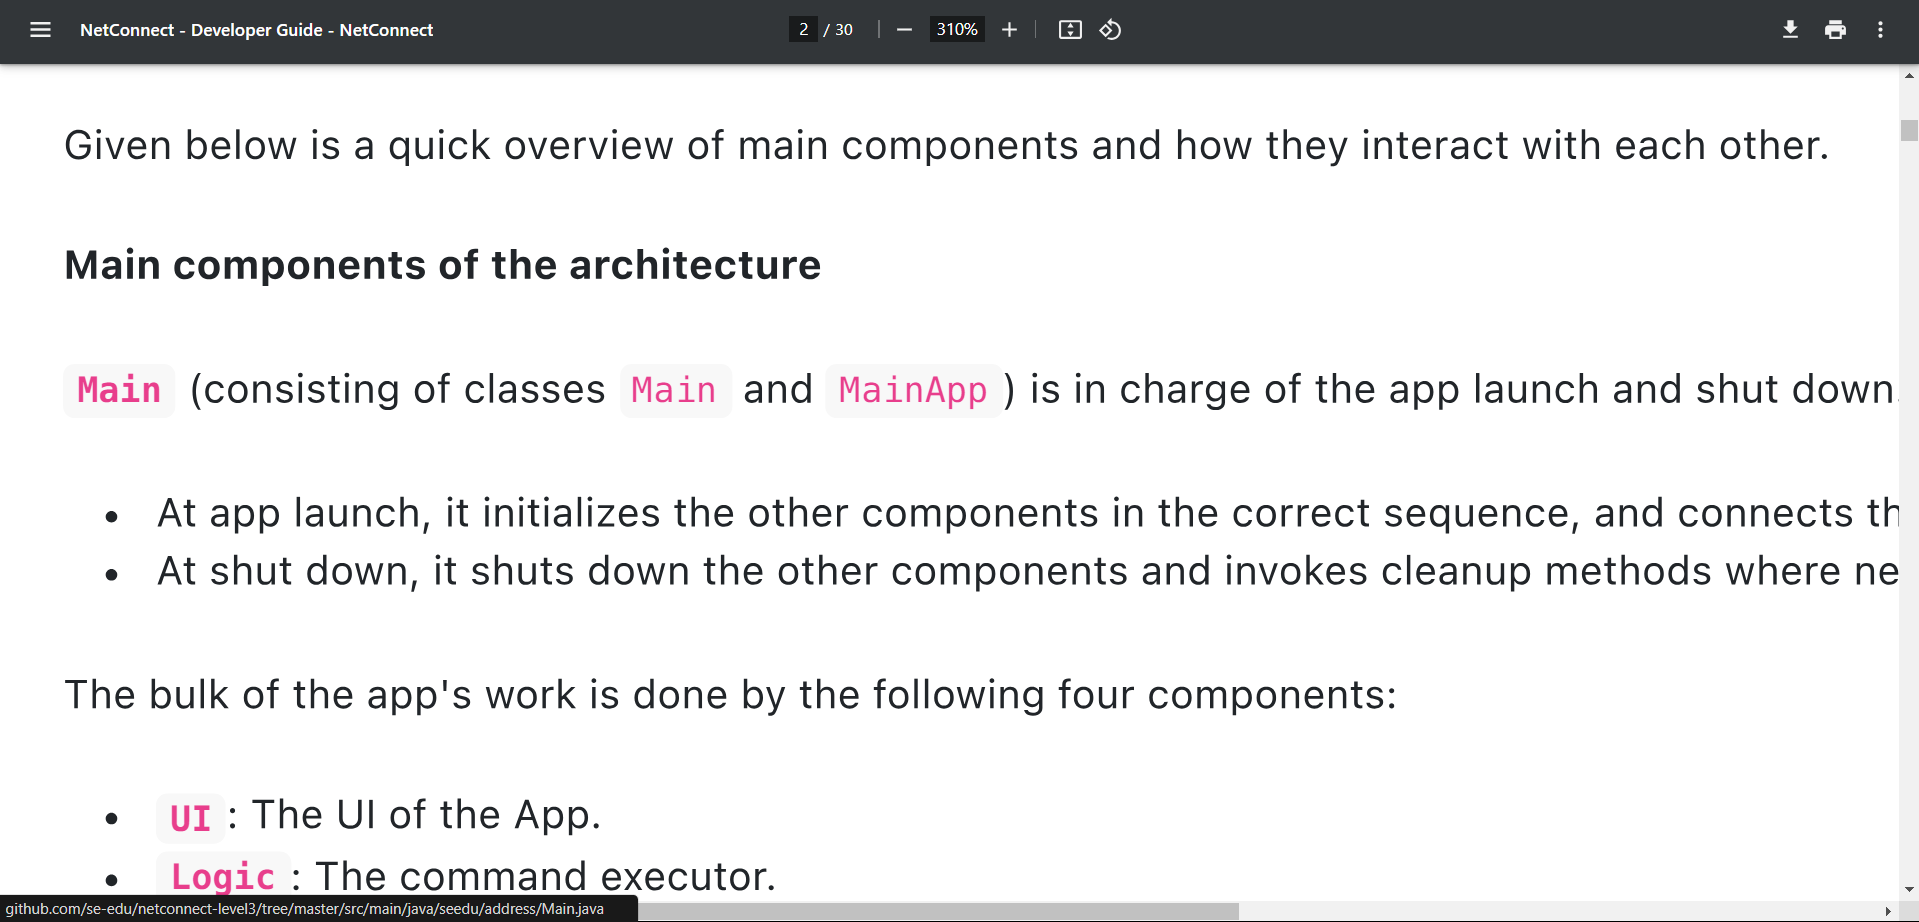 NetConnect - Developer Guide - NetConnect
2 / 30
310%
Given below is a quick overview of main components and how they interact with each other.
Main components of the architecture
Main (consisting of classes Main and MainApp) is in charge of the app launch and shut down.
• At app launch, it initializes the other components in the correct sequence, and connects th
• At shut down, it shuts down the other components and invokes cleanup methods where ne
The bulk of the app's work is done by the following four components:
• UI: The UI of the App.
• Logic: The command executor.
github.com/se-edu/netconnect-level3/tree/master/src/main/java/seedu/address/Main.java